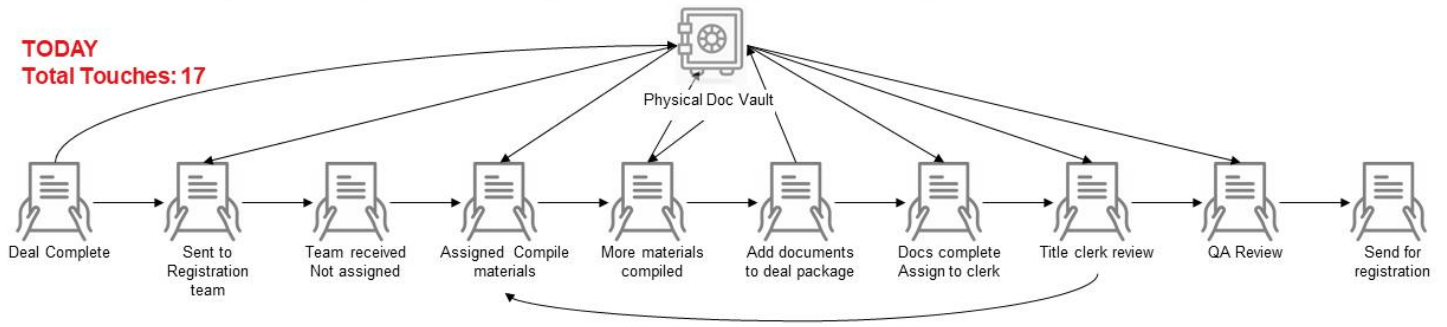 TODAY
Total Touches: 17
Physical Doc Vault
Deal Complete
Sent to
Registration
team
Team received
Not assigned
Assigned Compile
materials
More materials
compiled
Add documents
to deal package
Docs complete
Assign to clerk
Title clerk review
QA Review
Send for
registration